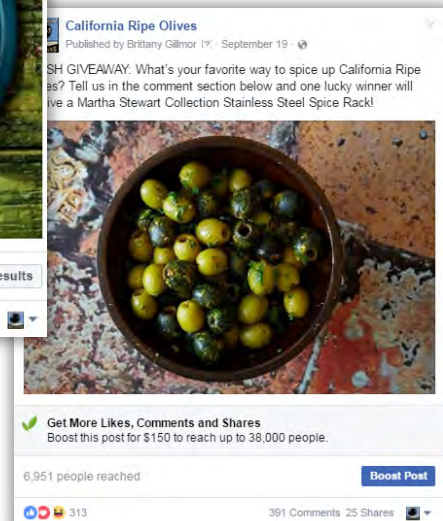 California Ripe Olives
Published by Brittany Gillmor [?] · September 19 ·
SH GIVEAWAY: What's your favorite way to spice up California Ripe
es? Tell us in the comment section below and one lucky winner will
ive a Martha Stewart Collection Stainless Steel Spice Rack!
esults
Get More Likes, Comments and Shares
Boost this post for $150 to reach up to 38,000 people.
6,951 people reached
Boost Post
313
391 Comments 25 Shares